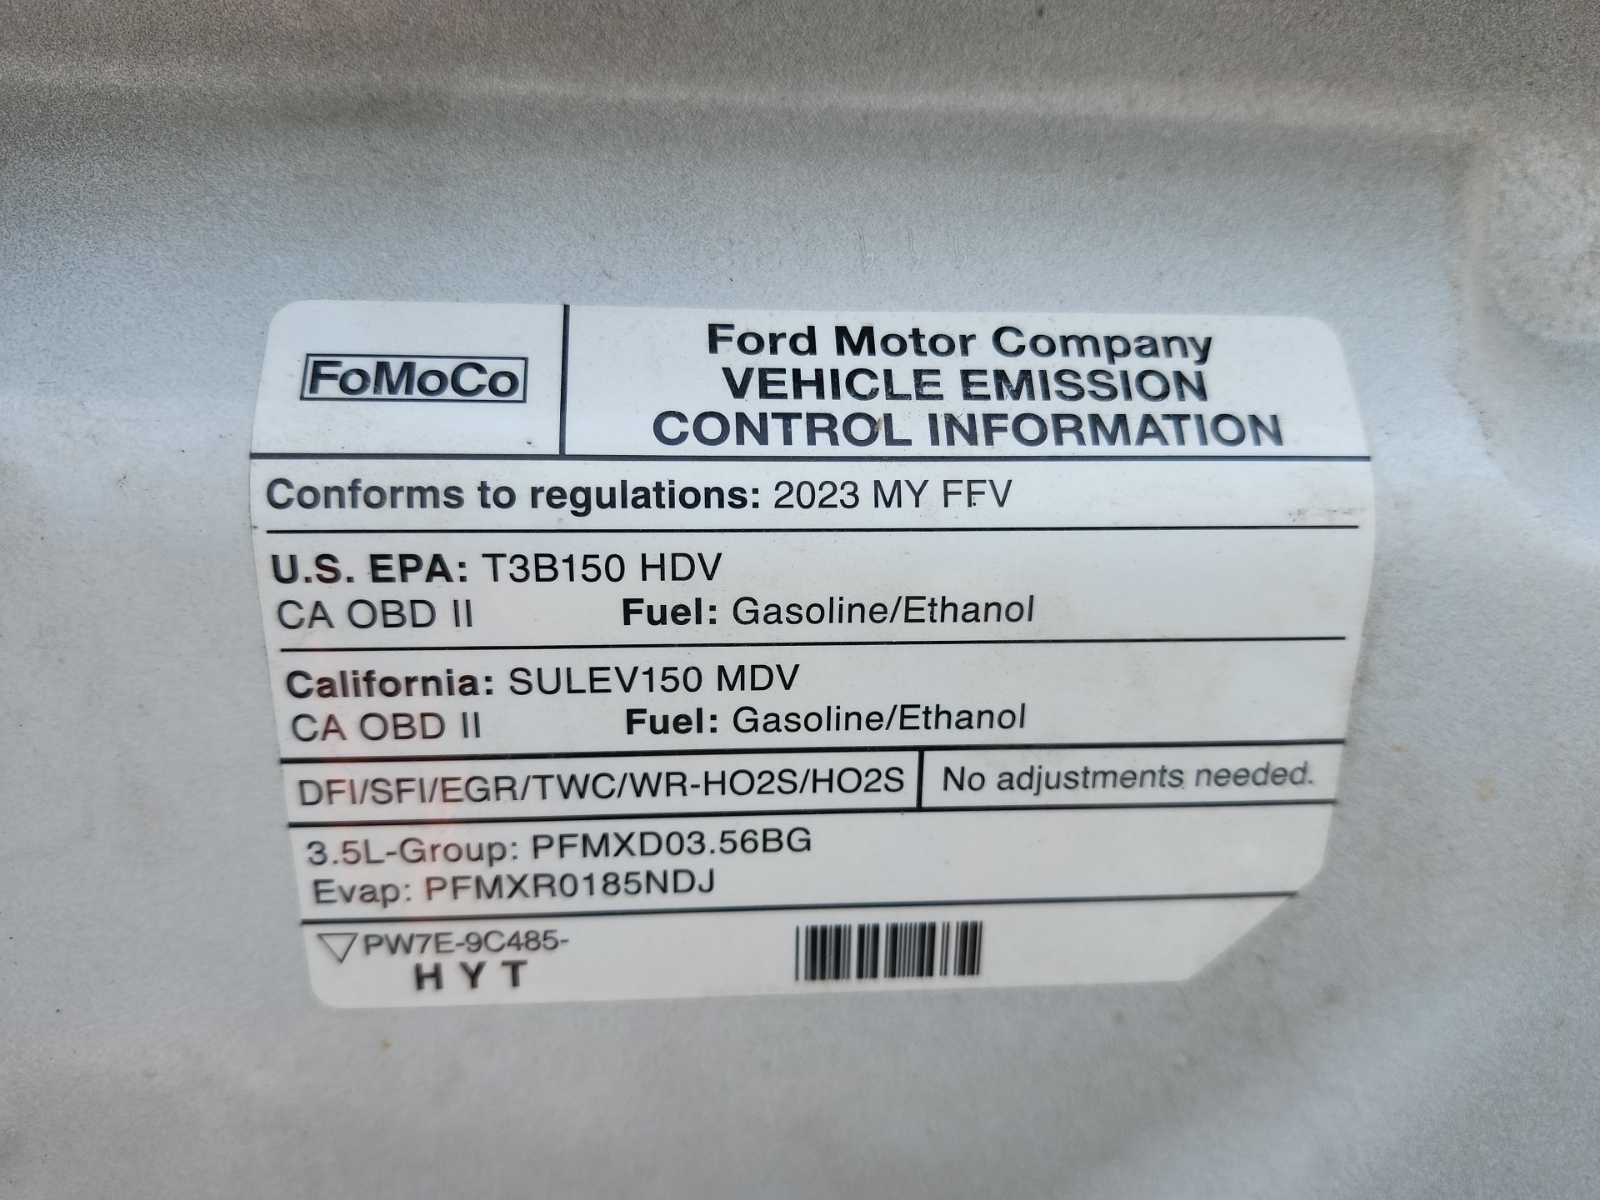 FoMoCo
Ford Motor Company
VEHICLE EMISSION
CONTROL INFORMATION
Conforms to regulations: 2023 MY FFV
U.S. EPA: T3B150 HDV
CA OBD II Fuel: Gasoline/Ethanol
California: SULEV150 MDV
CA OBD II Fuel: Gasoline/Ethanol
DFI/SFI/EGR/TWC/WR-HO2S/HO2S No adjustments needed.
3.5L-Group: PFMXD03.56BG
Evap: PFMXR0185NDJ
PW7E-9C485-
H Y T